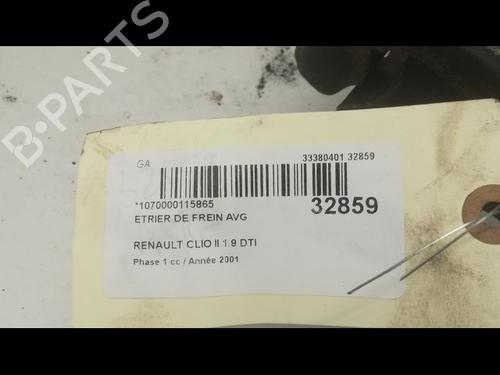 B-PARTS
GA
33380401 32859
*1070000115865
32859
ETRIER DE FREIN AVG
RENAULT CLIO II 1.9 DTI
Phase 1 cc / Année 2001